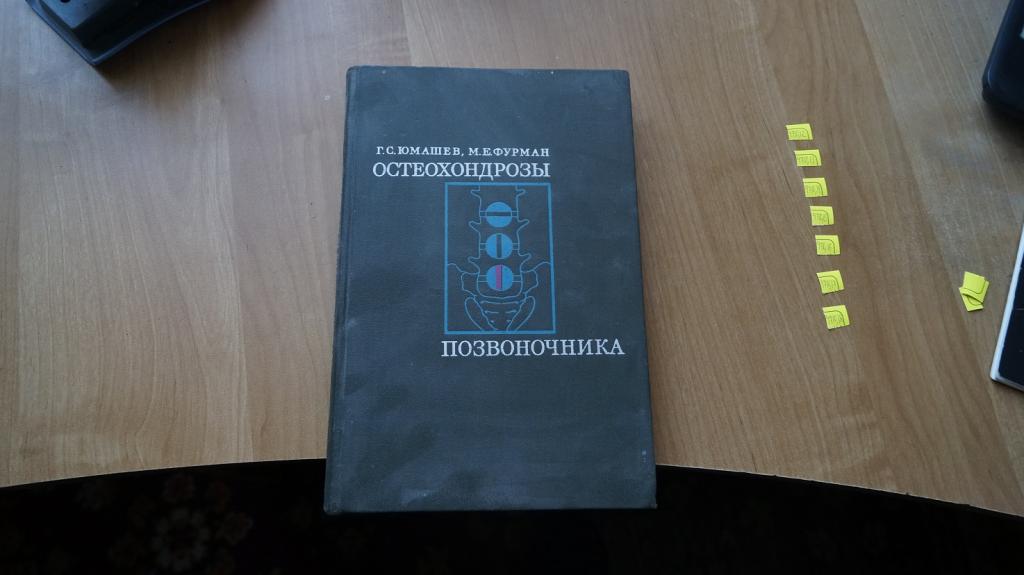 Г.С.ЮМАШЕВ, М.Е.ФУРМАН
ОСТЕОХОНДРОЗЫ
ПОЗВОНОЧНИКА